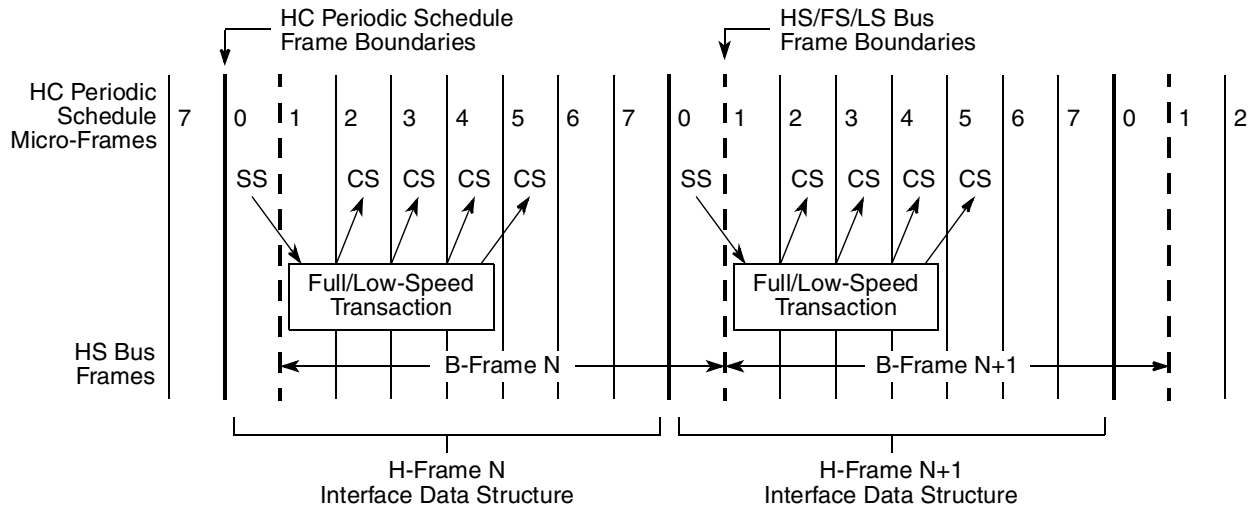 HC Periodic Schedule
Frame Boundaries
HS/FS/LS Bus
Frame Boundaries
HC Periodic
Schedule
Micro-Frames
7 0 1 2 3 4 5 6 7 0 1 2 3 4 5 6 7 0 1 2
SS CS CS CS CS SS CS CS CS CS
Full/Low-Speed
Transaction
Full/Low-Speed
Transaction
HS Bus
Frames
B-Frame N
B-Frame N+1
H-Frame N
Interface Data Structure
H-Frame N+1
Interface Data Structure